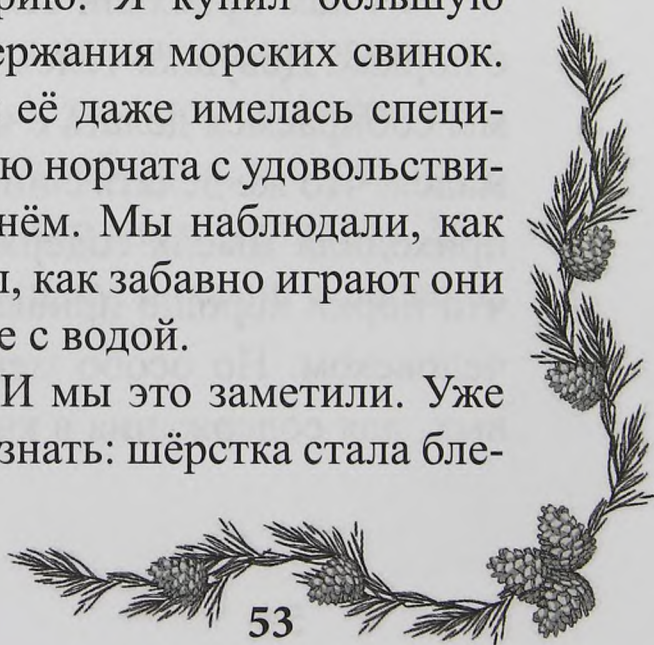 рию. Я купил большую
ержания морских свинок.
её даже имелась специ-
ю норчата с удовольстви-
нём. Мы наблюдали, как
ы, как забавно играют они
е с водой.
И мы это заметили. Уже
знать: шёрстка стала бле-
53